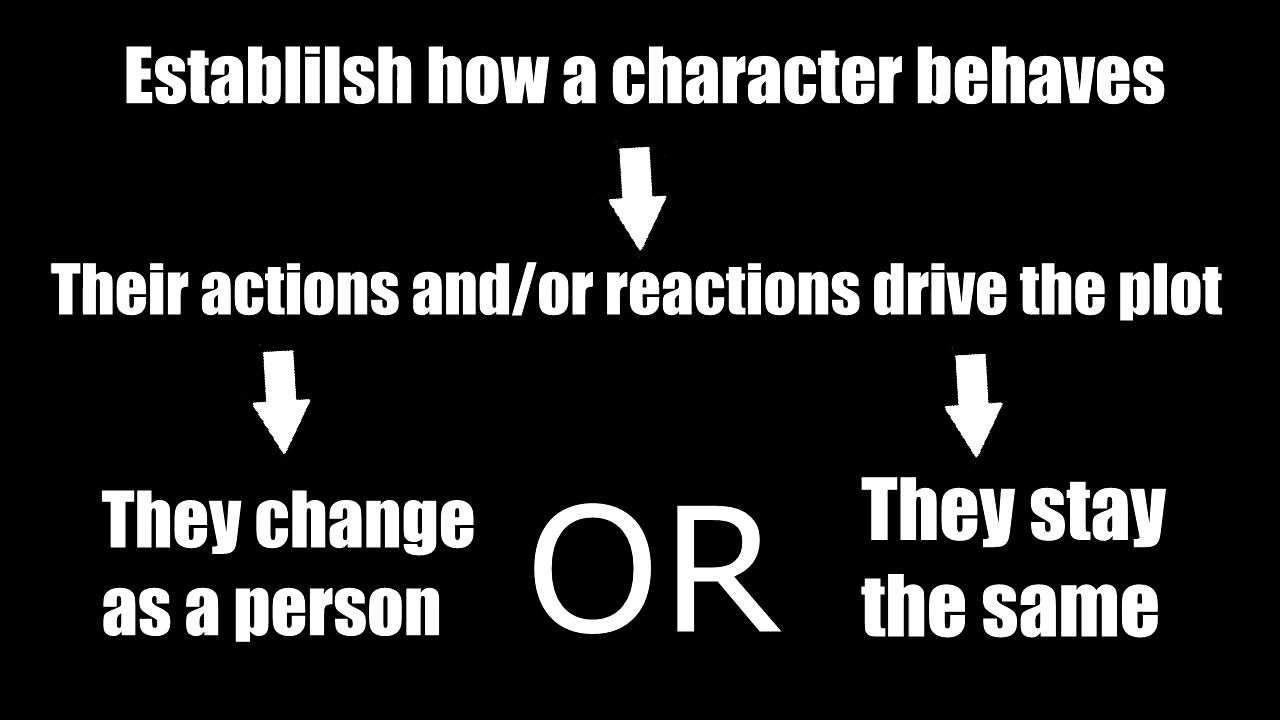 Establilsh how a character behaves
Their actions and/or reactions drive the plot
They change
as a person
OR
They stay
the same